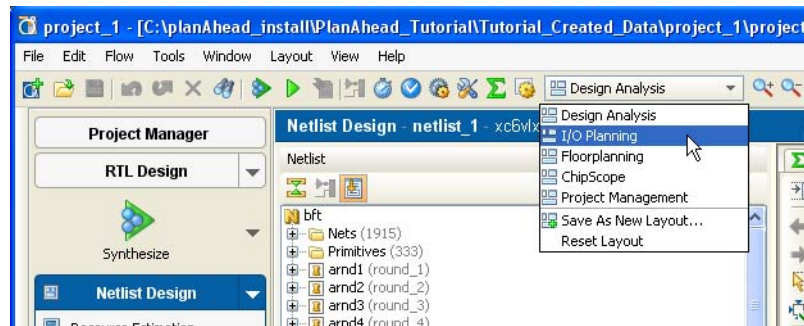 project_1 - [C:\planAhead_install\PlanAhead_Tutorial\Tutorial_Created_Data\project_1\project
File Edit Flow Tools Window Layout View Help
Design Analysis
Project Manager
RTL Design
Synthesize
Netlist Design
Netlist Design - netlist_1 - xc6vlx
Netlist
bft
Nets (1915)
Primitives (333)
arnd1 (round_1)
arnd2 (round_2)
arnd3 (round_3)
arnd4 (round_4)
Design Analysis
I/O Planning
Floorplanning
ChipScope
Project Management
Save As New Layout...
Reset Layout